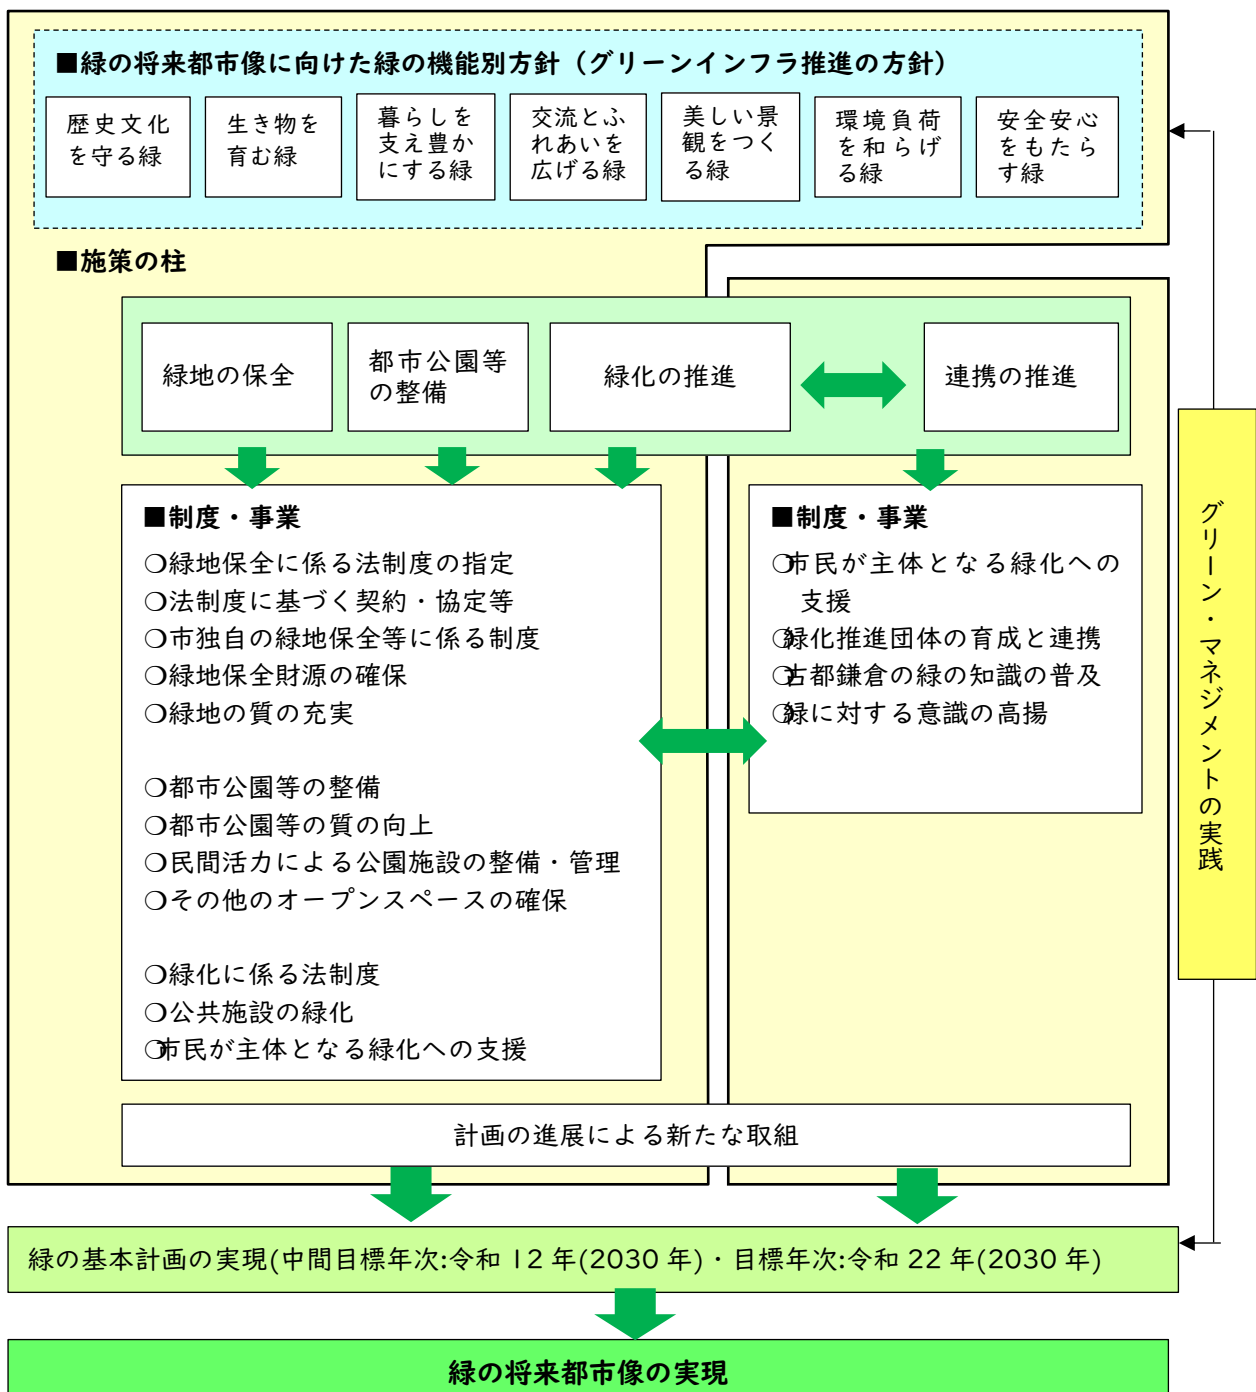 ■緑の将来都市像に向けた緑の機能別方針（グリーンインフラ推進の方針）
歴史文化
を守る緑
生き物を
育む緑
暮らしを
支え豊か
にする緑
交流とふ
れあいを
広げる緑
美しい景
観をつく
る緑
環境負荷
を和らげ
る緑
安全安心
をもたら
す緑
■施策の柱
緑地の保全
都市公園等
の整備
緑化の推進
連携の推進
■制度・事業
○緑地保全に係る法制度の指定
○法制度に基づく契約・協定等
○市独自の緑地保全等に係る制度
○緑地保全財源の確保
○緑地の質の充実
○都市公園等の整備
○都市公園等の質の向上
○民間活力による公園施設の整備・管理
○その他のオープンスペースの確保
○緑化に係る法制度
○公共施設の緑化
○市民が主体となる緑化への支援
■制度・事業
○市民が主体となる緑化への
支援
○緑化推進団体の育成と連携
○古都鎌倉の緑の知識の普及
○緑に対する意識の高揚
グリーン・マネジメントの実践
計画の進展による新たな取組
緑の基本計画の実現(中間目標年次:令和 12 年(2030 年)・目標年次:令和 22 年(2030 年)
緑の将来都市像の実現